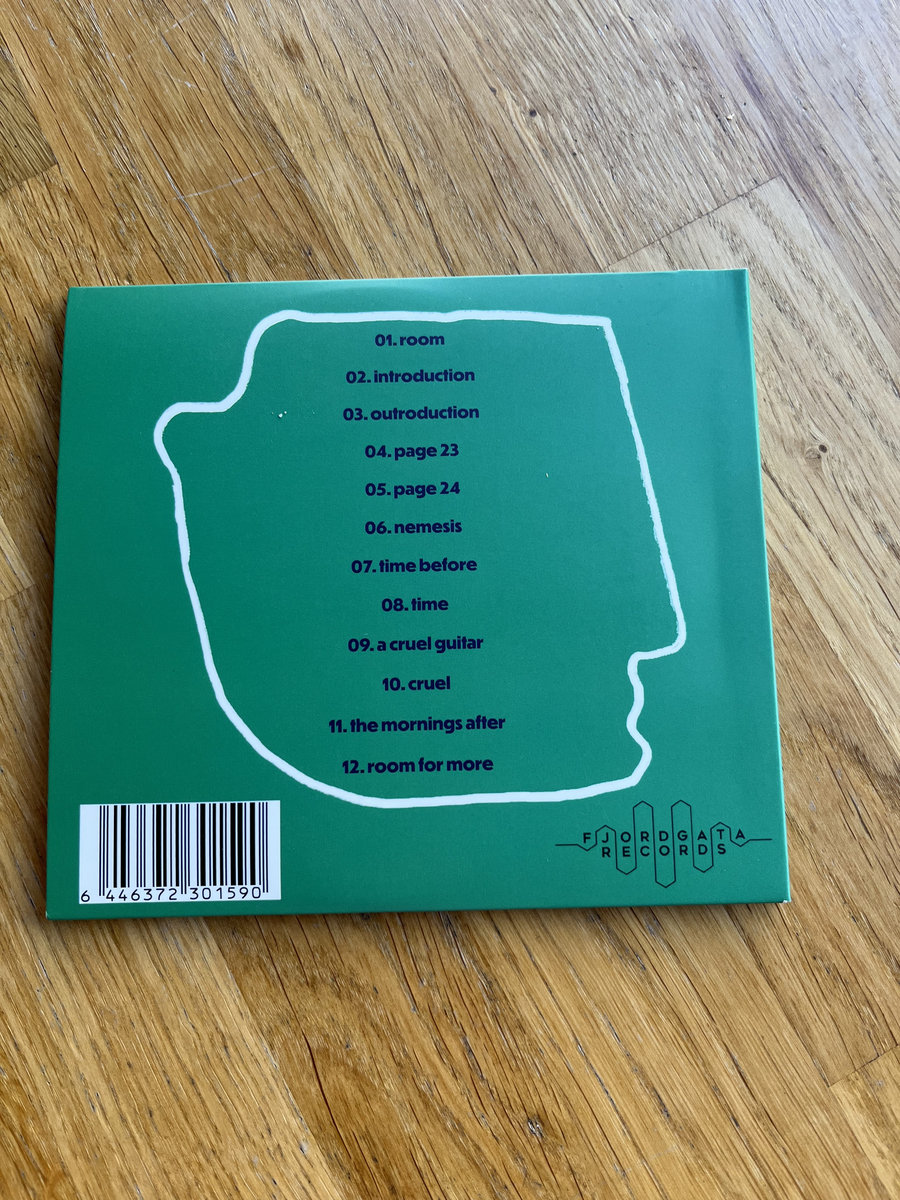 01. room
02. introduction
03. outroduction
04. page 23
05. page 24
06. nemesis
07. time before
08. time
09. a cruel guitar
10. cruel
11. the mornings after
12. room for more
FJORDGATA
RECORDS
6 446372 301590